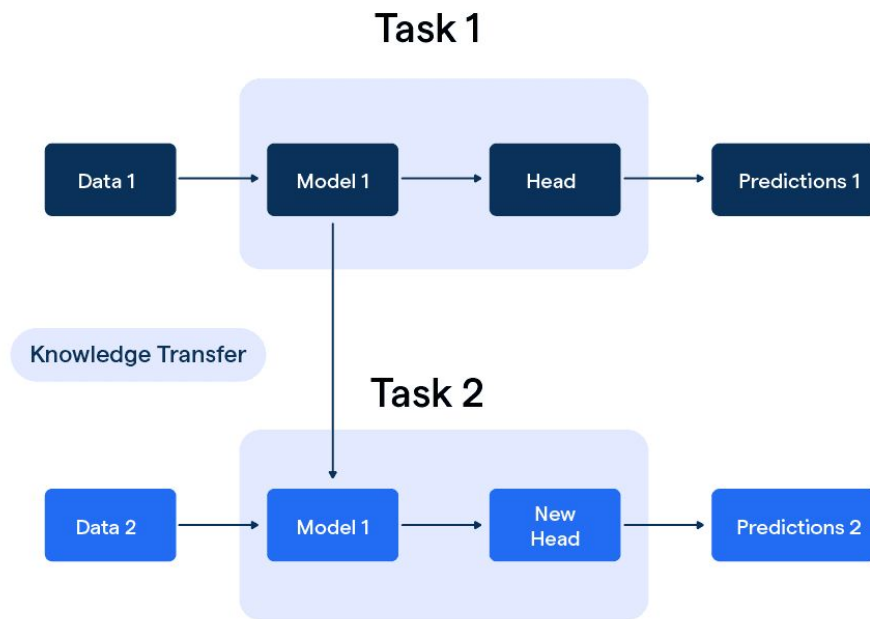 Task 1
Data 1
Model 1
Head
Predictions 1
Knowledge Transfer
Task 2
Data 2
Model 1
New
Head
Predictions 2